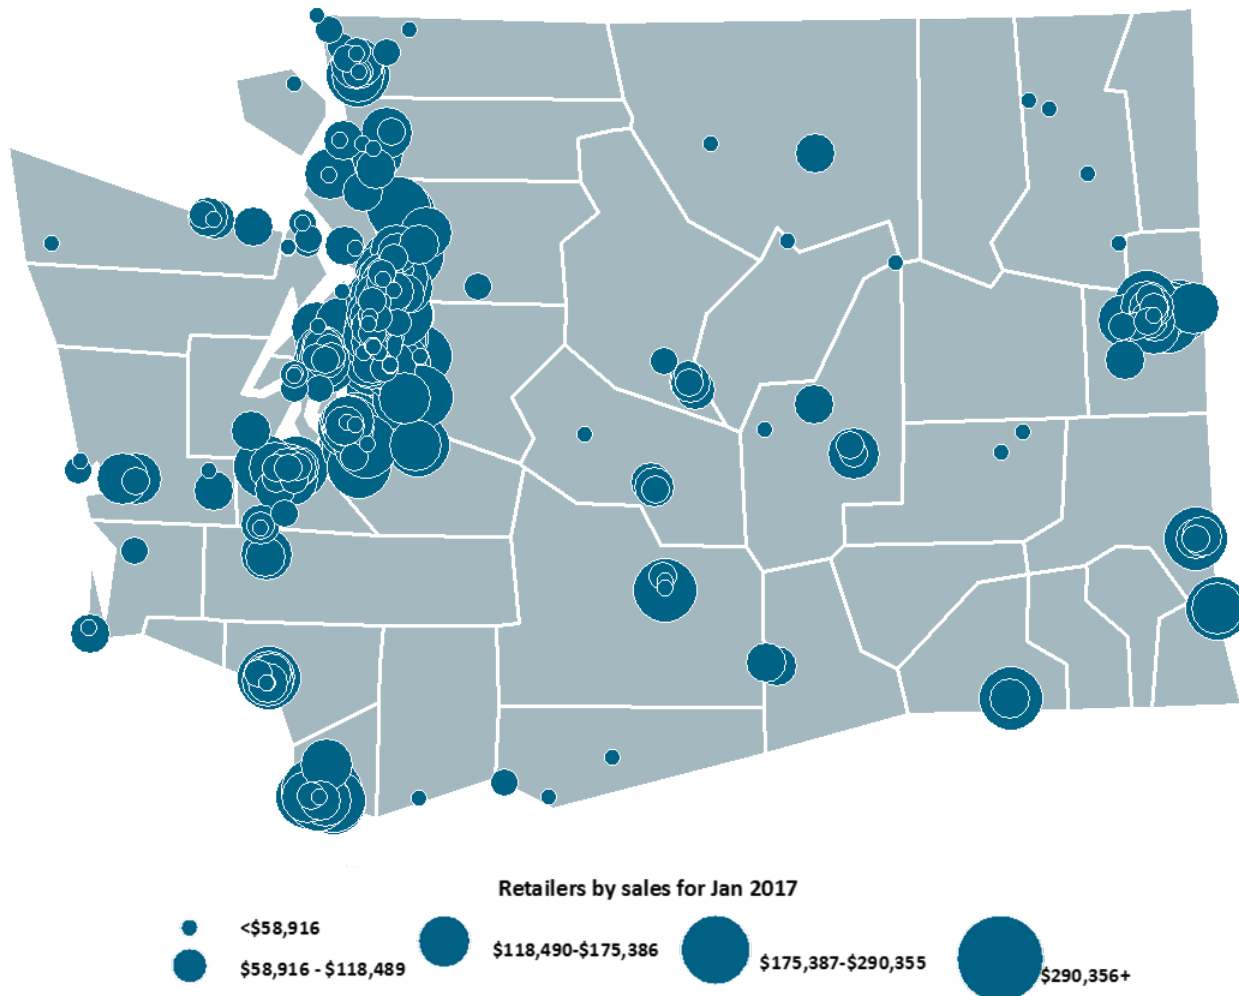 Retailers by sales for Jan 2017
<$58,916
$58,916 - $118,489
$118,490-$175,386
$175,387-$290,355
$290,356+